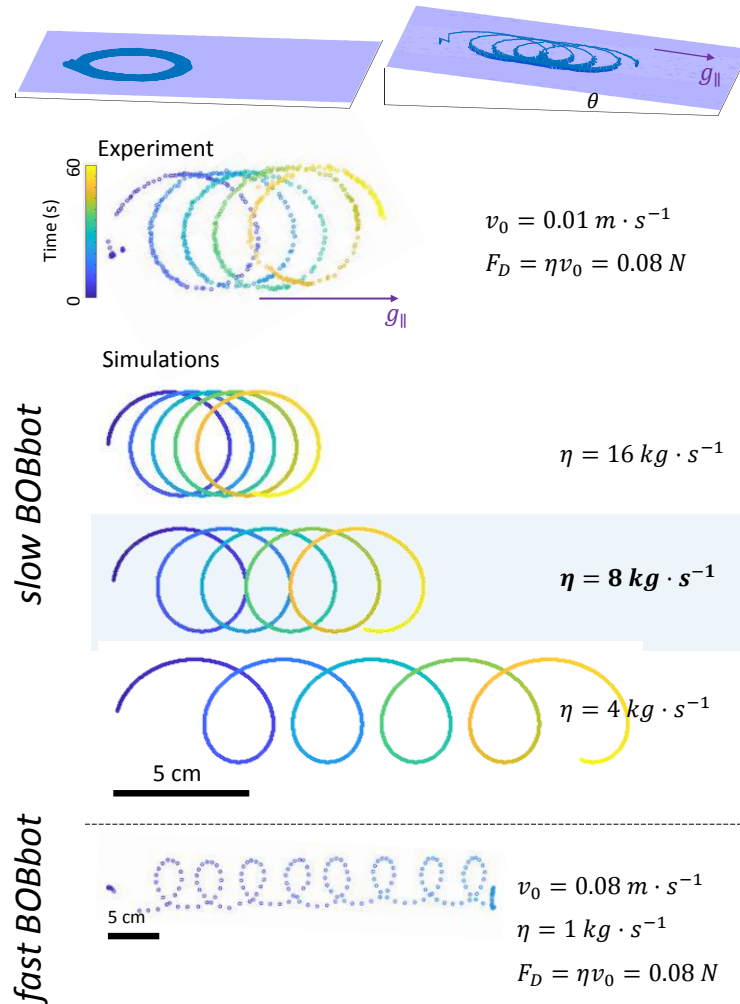 g∥
θ
Experiment
60
Time (s)
0
v₀ = 0.01 m · s⁻¹
F_D = ηv₀ = 0.08 N
g∥
Simulations
slow BOBbot
η = 16 kg · s⁻¹
η = 8 kg · s⁻¹
η = 4 kg · s⁻¹
5 cm
fast BOBbot
5 cm
v₀ = 0.08 m · s⁻¹
η = 1 kg · s⁻¹
F_D = ηv₀ = 0.08 N